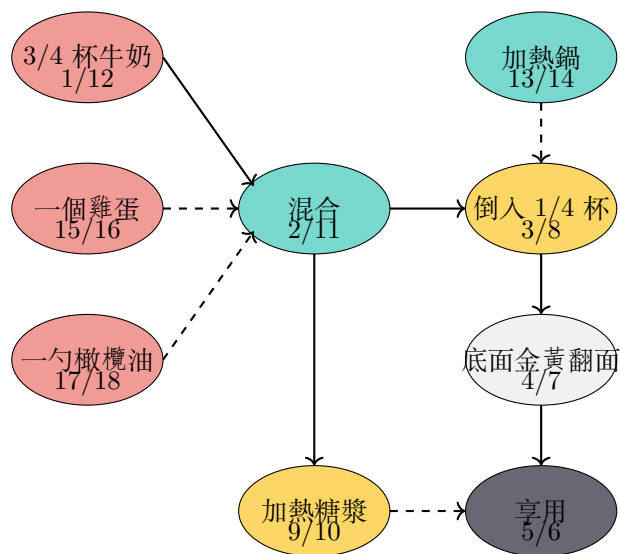 3/4 杯牛奶
1/12
加熱鍋
13/14
一個雞蛋
15/16
混合
2/11
倒入 1/4 杯
3/8
一勺橄欖油
17/18
底面金黃翻面
4/7
加熱糖漿
9/10
享用
5/6